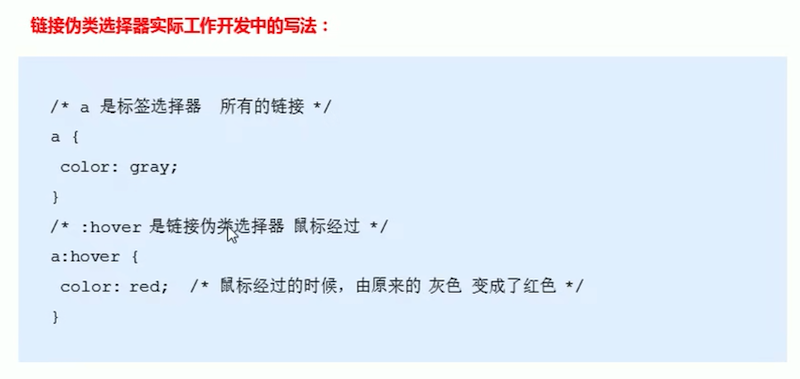 链接伪类选择器实际工作开发中的写法：
/* a 是标签选择器  所有的链接 */
a {
 color: gray;
}
/* :hover 是链接伪类选择器 鼠标经过 */
a:hover {
 color: red;  /* 鼠标经过的时候，由原来的 灰色 变成了红色 */
}